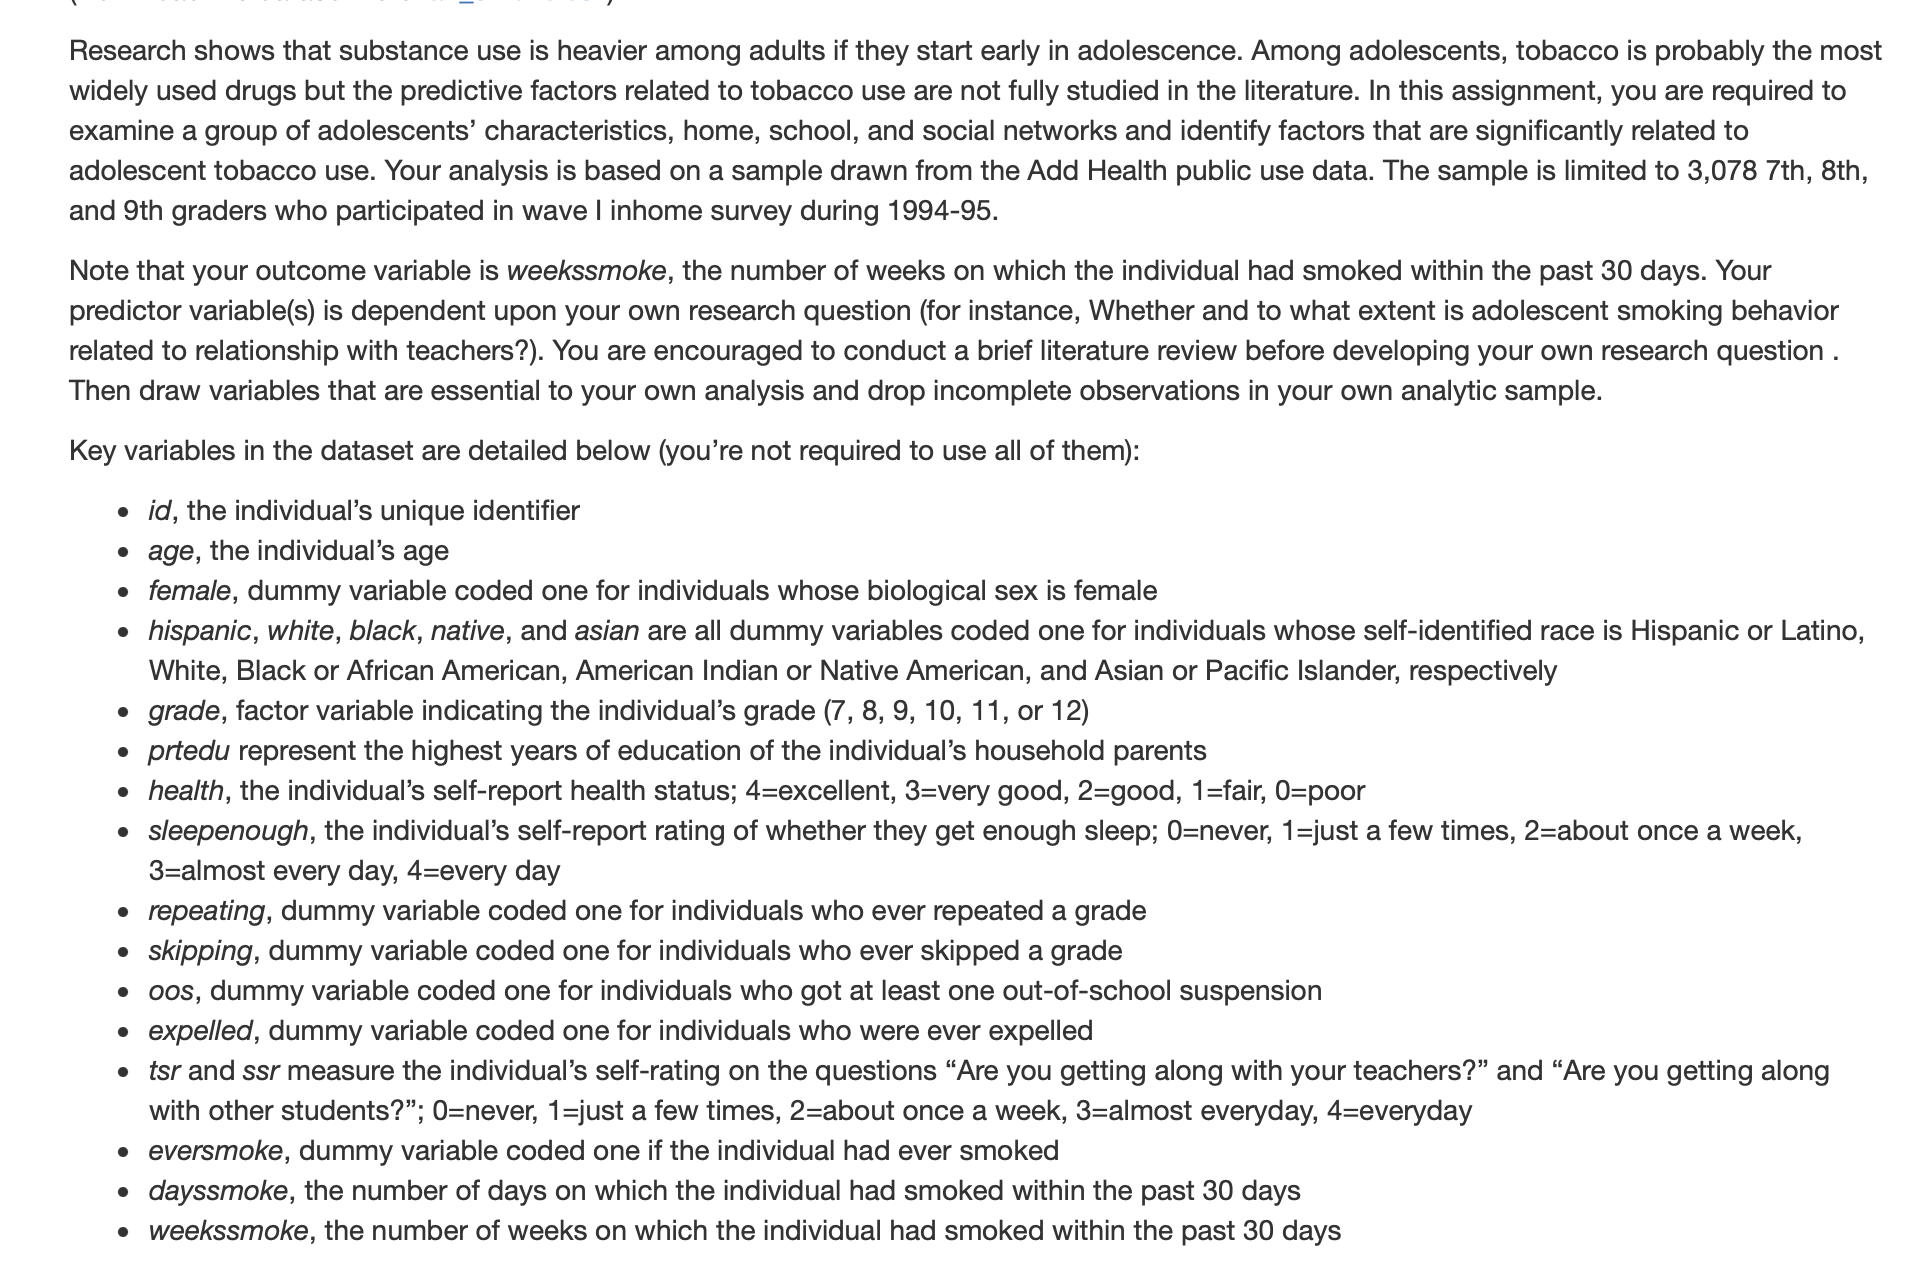 Research shows that substance use is heavier among adults if they start early in adolescence. Among adolescents, tobacco is probably the most
widely used drugs but the predictive factors related to tobacco use are not fully studied in the literature. In this assignment, you are required to
examine a group of adolescents’ characteristics, home, school, and social networks and identify factors that are significantly related to
adolescent tobacco use. Your analysis is based on a sample drawn from the Add Health public use data. The sample is limited to 3,078 7th, 8th,
and 9th graders who participated in wave I inhome survey during 1994-95.
Note that your outcome variable is weekssmoke, the number of weeks on which the individual had smoked within the past 30 days. Your
predictor variable(s) is dependent upon your own research question (for instance, Whether and to what extent is adolescent smoking behavior
related to relationship with teachers?). You are encouraged to conduct a brief literature review before developing your own research question .
Then draw variables that are essential to your own analysis and drop incomplete observations in your own analytic sample.
Key variables in the dataset are detailed below (you’re not required to use all of them):
• id, the individual’s unique identifier
• age, the individual’s age
• female, dummy variable coded one for individuals whose biological sex is female
• hispanic, white, black, native, and asian are all dummy variables coded one for individuals whose self-identified race is Hispanic or Latino,
White, Black or African American, American Indian or Native American, and Asian or Pacific Islander, respectively
• grade, factor variable indicating the individual’s grade (7, 8, 9, 10, 11, or 12)
• prtedu represent the highest years of education of the individual’s household parents
• health, the individual’s self-report health status; 4=excellent, 3=very good, 2=good, 1=fair, 0=poor
• sleepenough, the individual’s self-report rating of whether they get enough sleep; 0=never, 1=just a few times, 2=about once a week,
3=almost every day, 4=every day
• repeating, dummy variable coded one for individuals who ever repeated a grade
• skipping, dummy variable coded one for individuals who ever skipped a grade
• oos, dummy variable coded one for individuals who got at least one out-of-school suspension
• expelled, dummy variable coded one for individuals who were ever expelled
• tsr and ssr measure the individual’s self-rating on the questions “Are you getting along with your teachers?” and “Are you getting along
with other students?”; 0=never, 1=just a few times, 2=about once a week, 3=almost everyday, 4=everyday
• eversmoke, dummy variable coded one if the individual had ever smoked
• dayssmoke, the number of days on which the individual had smoked within the past 30 days
• weekssmoke, the number of weeks on which the individual had smoked within the past 30 days